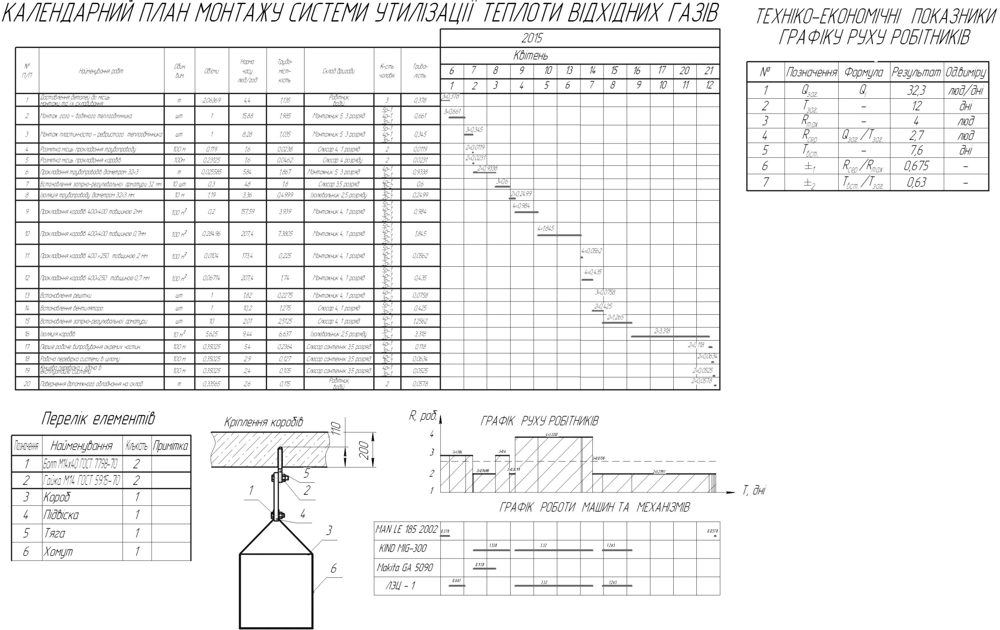 КАЛЕНДАРНИЙ ПЛАН МОНТАЖУ СИСТЕМИ УТИЛІЗАЦІЇ ТЕПЛОТИ ВІДХІДНИХ ГАЗІВ
ТЕХНІКО-ЕКОНОМІЧНІ ПОКАЗНИКИ
ГРАФІКУ РУХУ РОБІТНИКІВ
2015
Квітень
№ П/П Найменування робіт Один. вим. Об'єми Норма часу люд/год Трудо-міст-кість Склад бригади К-сть чоловік Трива-лість
6 7 8 9 10 13 14 15 16 17 20 21
1 2 3 4 5 6 7 8 9 10 11 12
1 Доставлення деталей до місць монтажу та їх складування т 2,06369 4,4 1,135 Робітник, водій 3 0,378 3×0,378
2 Монтаж газо - водяного теплообмінника шт 1 15,88 1,985 Монтажник 5, 3 розряд 5р-1 4р-1 3р-1 0,661 3×0,661
3 Монтаж пластинчасто - ребристого теплообмінника шт 1 8,28 1,035 Монтажник 5, 3 розряд 5р-1 4р-1 3р-1 0,345 3×0,345
4 Розмітка місць прокладання трубопроводу 100 м 0,119 1,6 0,0238 Слюсар 4, 1 розряд 2 0,0119 2×0,0119
5 Розмітка місць прокладання коробів 100м 0,23125 1,6 0,0462 Слюсар 4 розряду 2 0,0231 2×0,0231
6 Прокладання трубопроводів діаметром 32×3 т 0,025585 584 1,867 Монтажник 5, 3 розряд 4р-1 3р-1 0,9338 2×0,9338
7 Встановлення запірно-регулювальної арматури 32 мм 10 шт 0,3 48 1,8 Слюсар 3,5 розряд 4р-1 3р-2 0,6 3×0,6
8 Ізоляція трубопроводу діаметром 32×3 мм. 10 м 1,19 3,36 0,4999 Ізолювальник 2,5 розряду 3р-1 2р-1 0,2499 2×0,2499
9 Прокладання коробів 400×400 товщиною 2мм 100 м² 0,2 157,59 3,939 Монтажник 4, 1 розряд 5р-1 4р-1 3р-1 2р-1 0,984 4×0,984
10 Прокладання коробів 400×400 товщиною 0,7мм 100 м² 0,28496 207,4 7,3805 Монтажник 4, 1 розряд 5р-1 4р-1 3р-1 2р-1 1,845 4×1,845
11 Прокладання коробів 400 ×250 товщиною 2 мм 100 м² 0,0104 173,4 0,225 Монтажник 4, 1 розряд 5р-1 4р-1 3р-1 2р-1 0,0562 4×0,0562
12 Прокладання коробів 400×250 товщиною 0,7 мм 100 м² 0,06714 207,4 1,74 Монтажник 4, 1 розряд 5р-1 4р-1 3р-1 2р-1 0,435 4×0,435
13 Встановлення решітки шт 1 1,82 0,2275 Монтажник 4, 1 розряд 4р-1 3р-2 0,0758 3×0,0758
14 Встановлення вентилятора шт 1 10,2 1,275 Слюсар 4, 1 розряд 5р-1 3р-2 0,425 2×0,425
15 Встановлення запірно-регулювальної арматури шт 10 2,01 2,5125 Слюсар 4, 1 розряд 4р-1 3р-1 1,2562 2×1,265
16 Ізоляція коробів 10 м² 5,625 9,44 6,637 Ізолювальник 2,5 розряду 3р-1 2р-1 3,318 2×3,318
17 Перше робоче випробування окремих частин. 100 м 0,35025 5,4 0,2364 Слюсар сантехнік 3,5 розряд 4р-1 3р-1 0,118 2×0,118
18 Робоча перевірка системи в цілому 100 м 0,35025 2,9 0,127 Слюсар сантехнік 3,5 розряд 4р-1 3р-1 0,0634 2×0,0634
19 Кінцева перевірка і здача в експлуатацію системи 100 м 0,35025 2,4 0,105 Слюсар сантехнік 3,5 розряд 4р-1 3р-1 0,0525 2×0,0525
20 Повернення допоміжного обладнання на склад т 0,33565 2,6 0,115 Робітник, водій 2 0,0578 2×0,0578
№ Позначення Формула Результат Од.виміру
1 Qзаг. Qi 32,3 люд/дні
2 Tзаг. - 12 дні
3 Rmax - 4 люд
4 Rсер Qзаг./Tзаг. 2,7 люд
5 Tвст. - 7,6 дні
6 ±1 Rсер/Rmax 0,675 -
7 ±2 Tвст./Tзаг. 0,63 -
Перелік елементів
Позначення Найменування Кількість Примітка
1 Болт М14х40 ГОСТ 7798-70 2
2 Гайка М14 ГОСТ 5915-70 2
3 Короб 1
4 Підвіска 1
5 Тяга 1
6 Хомут 1
Кріплення коробів
110
200
5
2
1
4
3
6
R, роб.
ГРАФІК РУХУ РОБІТНИКІВ
4
3
2
1
3×1,384
2×0,9688
3×0,6
2×0,2499
4×3,3202
3×0,0758
2×5,2993
Т, дні
ГРАФІК РОБОТИ МАШИН ТА МЕХАНІЗМІВ
MAN LE 185 2002 0,378 0,0578
KIND MIG-300 1,538 3,32 1,265
Makita GA 5090 0,938
ЛЭЦ - 1 0,661 3,32 1,265